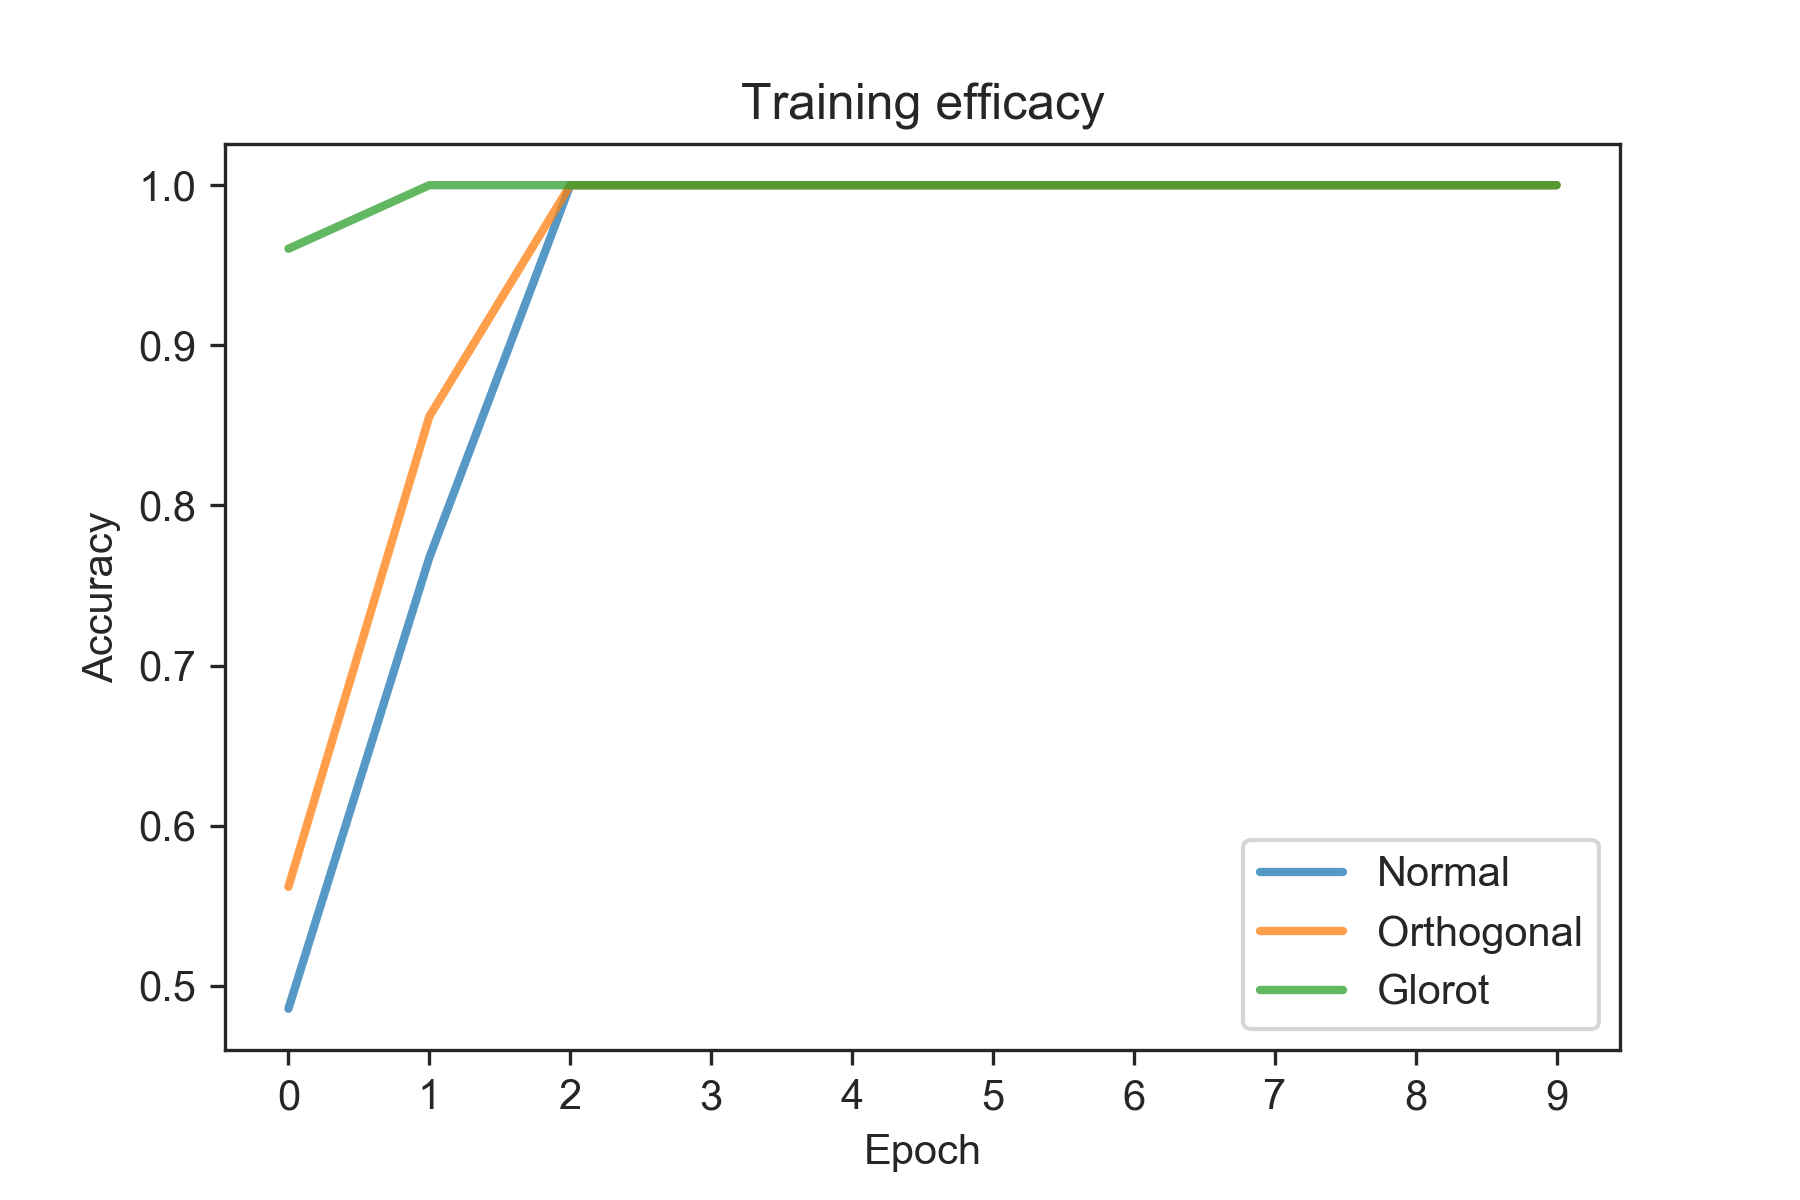 Training efficacy
1.0
0.9
0.8
0.7
0.6
0.5
Accuracy
Normal
Orthogonal
Glorot
0 1 2 3 4 5 6 7 8 9
Epoch